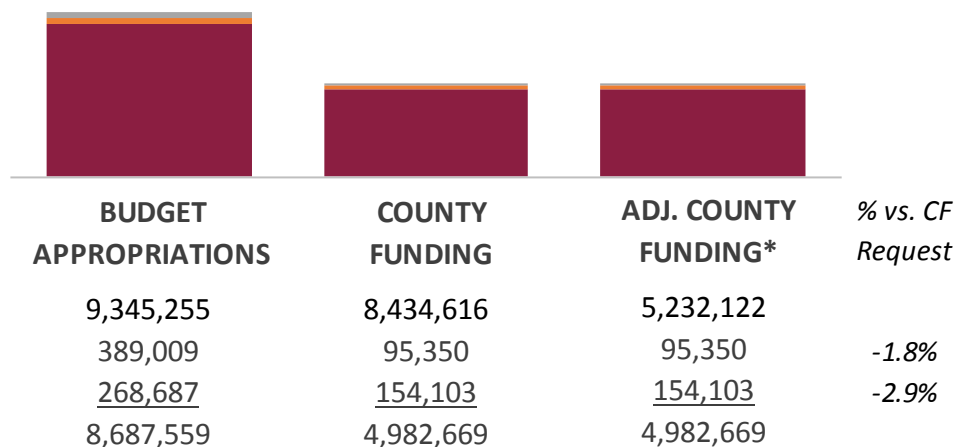 BUDGET COUNTY ADJ. COUNTY % vs. CF
APPROPRIATIONS FUNDING FUNDING* Request
9,345,255 8,434,616 5,232,122
389,009 95,350 95,350 -1.8%
268,687 154,103 154,103 -2.9%
8,687,559 4,982,669 4,982,669